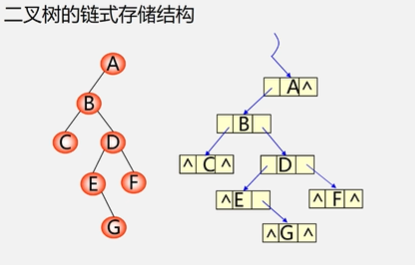 二叉树的链式存储结构
A
B
C D
E F
G
A ^
B
^ C ^ D
^ E ^ F ^
^ G ^